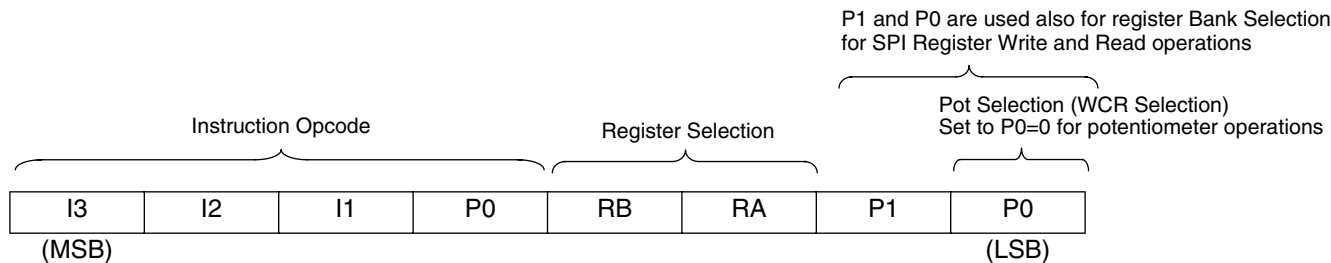 P1 and P0 are used also for register Bank Selection
for SPI Register Write and Read operations
Pot Selection (WCR Selection)
Set to P0=0 for potentiometer operations
Instruction Opcode
Register Selection
I3 I2 I1 P0 RB RA P1 P0
(MSB) (LSB)